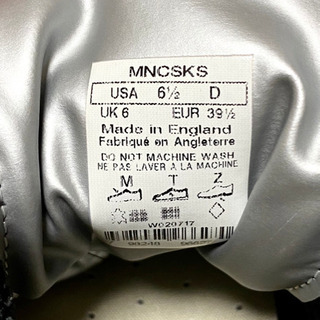 MNCSKS
USA 6½ D
UK 6 EUR 39½
Made in England
Fabriqué en Angleterre
DO NOT MACHINE WASH
NE PAS LAVER A LA MACHINE
M T Z
W020717